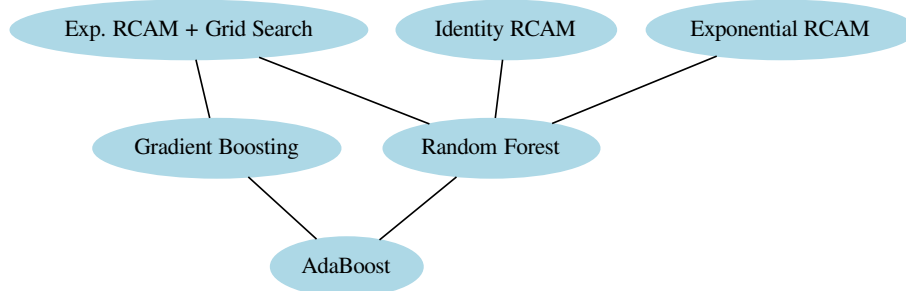 Exp. RCAM + Grid Search
Identity RCAM
Exponential RCAM
Gradient Boosting
Random Forest
AdaBoost